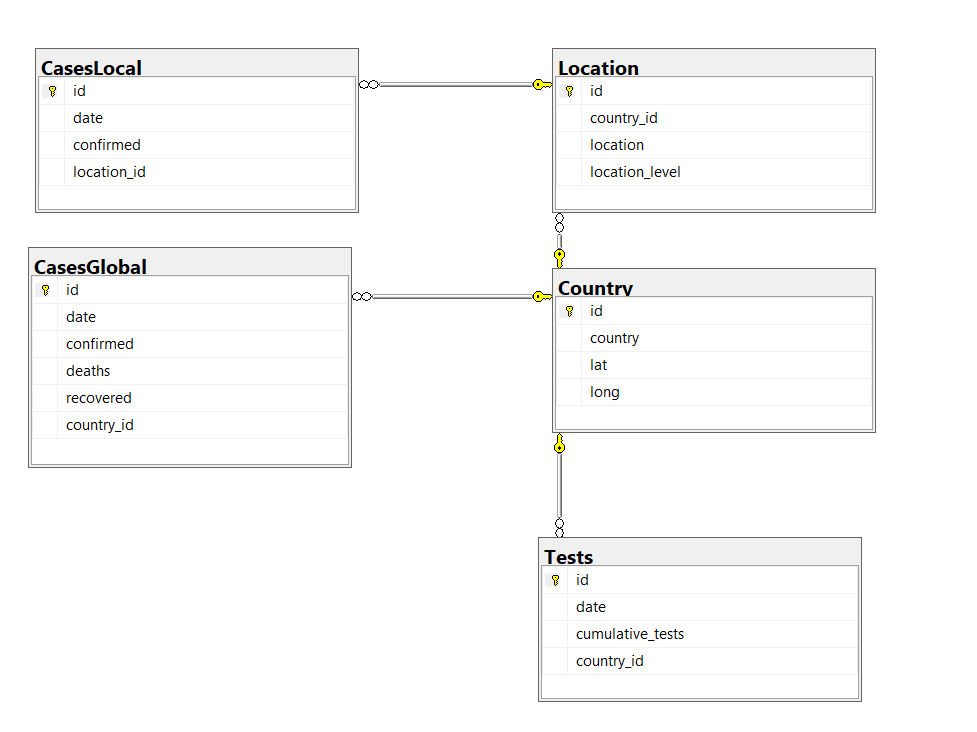 CasesLocal
id
date
confirmed
location_id
Location
id
country_id
location
location_level
CasesGlobal
id
date
confirmed
deaths
recovered
country_id
Country
id
country
lat
long
Tests
id
date
cumulative_tests
country_id